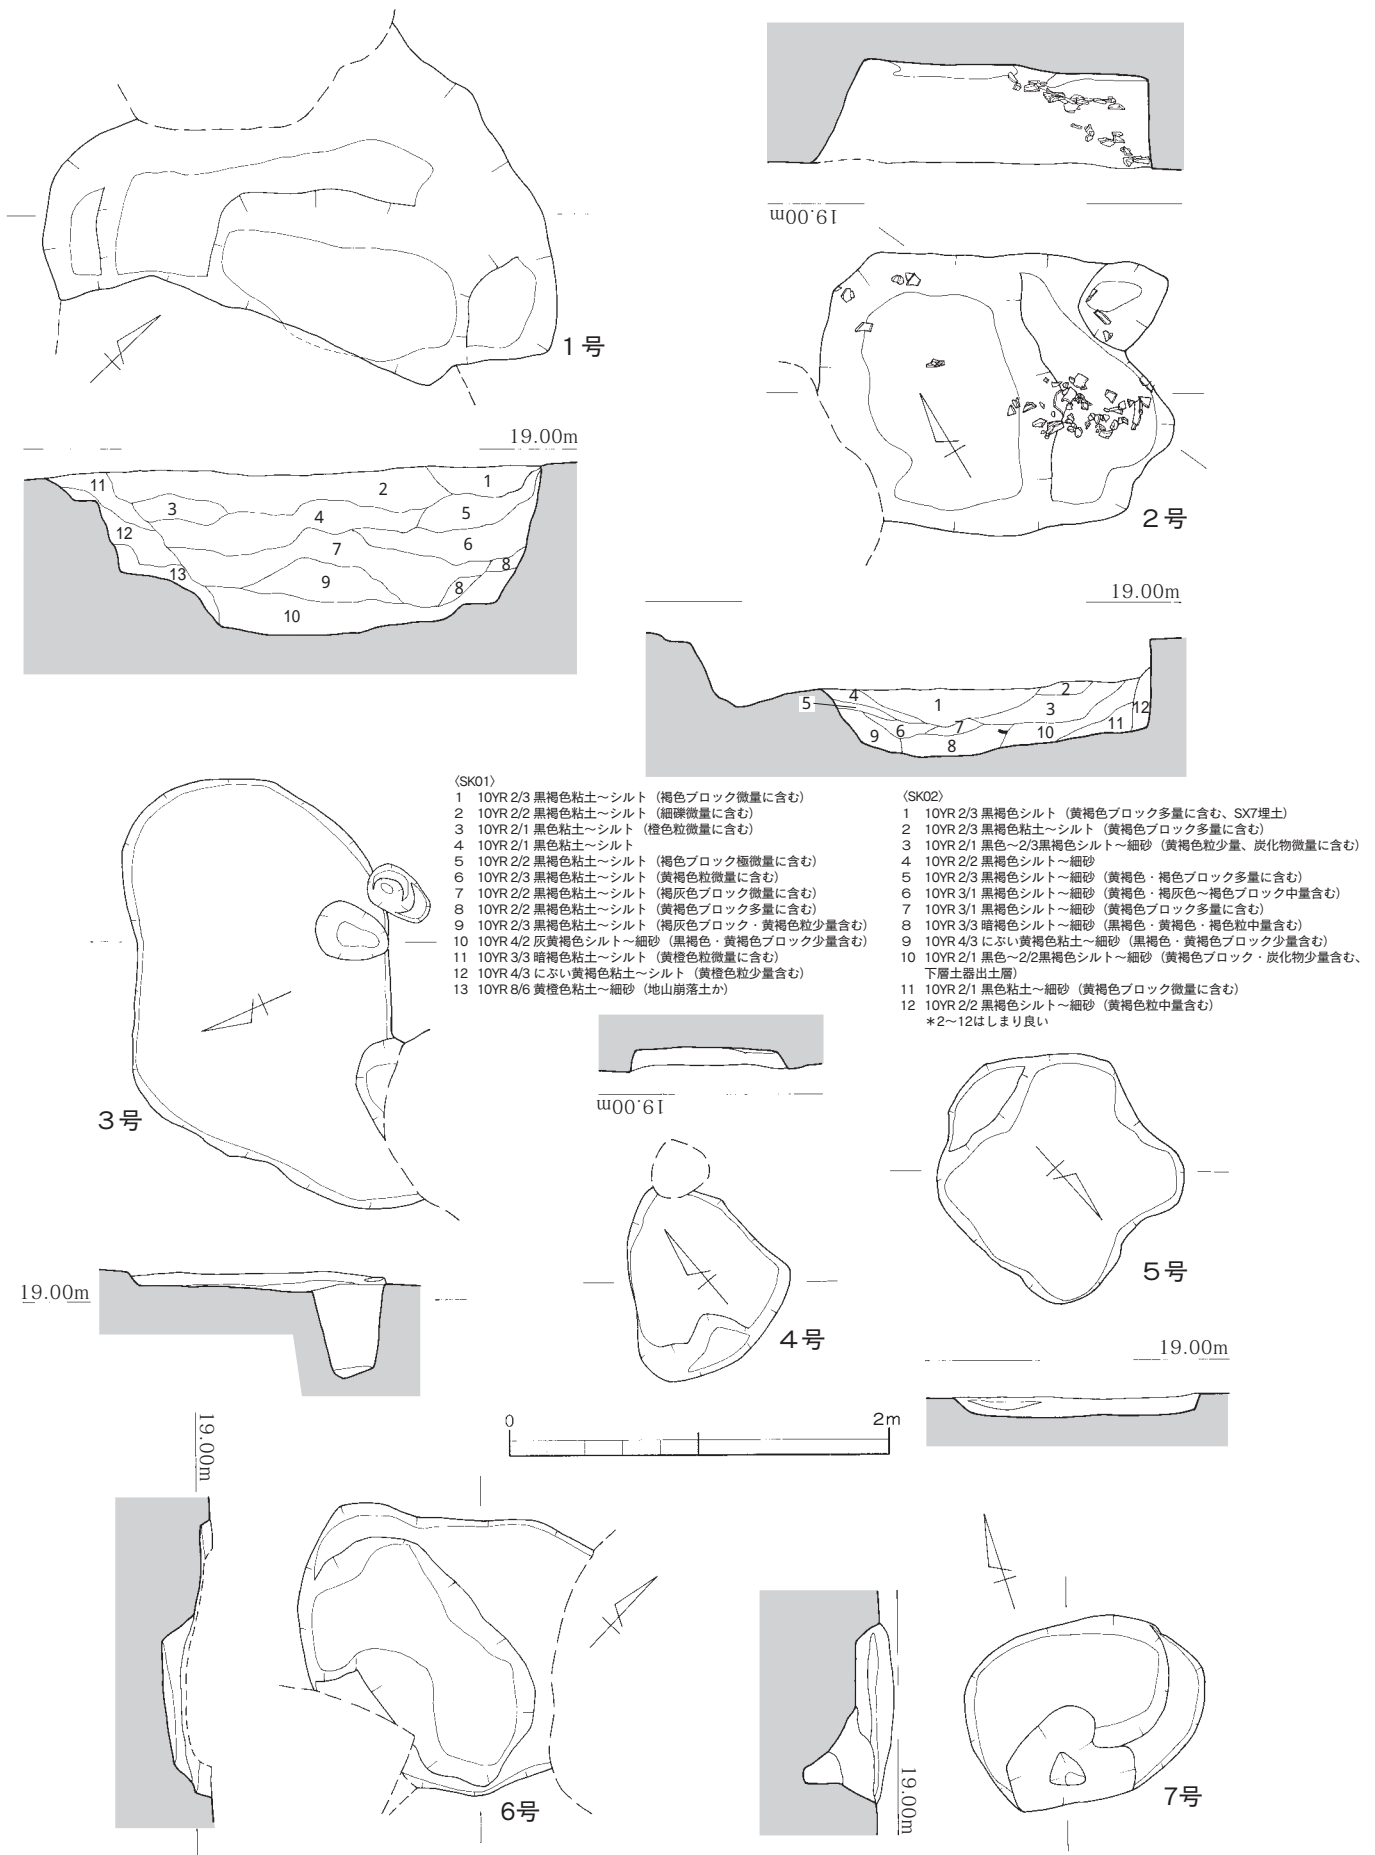 19.00m
1号
19.00m
11
2
1
3
4
5
12
7
6
13
9
8
8
10
2号
19.00m
4
1
2
5
3
12
9
6
7
10
11
8
〈SK01〉
1 10YR 2/3 黒褐色粘土～シルト（褐色ブロック微量に含む）
2 10YR 2/2 黒褐色粘土～シルト（細礫微量に含む）
3 10YR 2/1 黒色粘土～シルト（橙色粒微量に含む）
4 10YR 2/1 黒色粘土～シルト
5 10YR 2/2 黒褐色粘土～シルト（褐色ブロック極微量に含む）
6 10YR 2/3 黒褐色粘土～シルト（黄褐色粒微量に含む）
7 10YR 2/2 黒褐色粘土～シルト（褐灰色ブロック微量に含む）
8 10YR 2/2 黒褐色粘土～シルト（黄褐色ブロック多量に含む）
9 10YR 2/3 黒褐色粘土～シルト（褐灰色ブロック・黄褐色粒少量含む）
10 10YR 4/2 灰黄褐色シルト～細砂（黒褐色・黄褐色ブロック少量含む）
11 10YR 3/3 暗褐色粘土～シルト（黄橙色粒微量に含む）
12 10YR 4/3 にぶい黄褐色粘土～シルト（黄橙色粒少量含む）
13 10YR 8/6 黄橙色粘土～細砂（地山崩落土か）
〈SK02〉
1 10YR 2/3 黒褐色シルト（黄褐色ブロック多量に含む、SX7埋土）
2 10YR 2/3 黒褐色粘土～シルト（黄褐色ブロック多量に含む）
3 10YR 2/1 黒色～2/3黒褐色シルト～細砂（黄褐色粒少量、炭化物微量に含む）
4 10YR 2/2 黒褐色シルト～細砂
5 10YR 2/3 黒褐色シルト～細砂（黄褐色・褐色ブロック多量に含む）
6 10YR 3/1 黒褐色シルト～細砂（黄褐色・褐灰色～褐色ブロック中量含む）
7 10YR 3/1 黒褐色シルト～細砂（黄褐色ブロック多量に含む）
8 10YR 3/3 暗褐色シルト～細砂（黒褐色・黄褐色・褐色粒中量含む）
9 10YR 4/3 にぶい黄褐色粘土～細砂（黒褐色・黄褐色ブロック少量含む）
10 10YR 2/1 黒色～2/2黒褐色シルト～細砂（黄褐色ブロック・炭化物少量含む、
下層土器出土層）
11 10YR 2/1 黒色粘土～細砂（黄褐色ブロック微量に含む）
12 10YR 2/2 黒褐色シルト～細砂（黄褐色粒中量含む）
＊2～12はしまり良い
3号
19.00m
19.00m
4号
5号
19.00m
0 2m
19.00m
6号
19.00m
7号